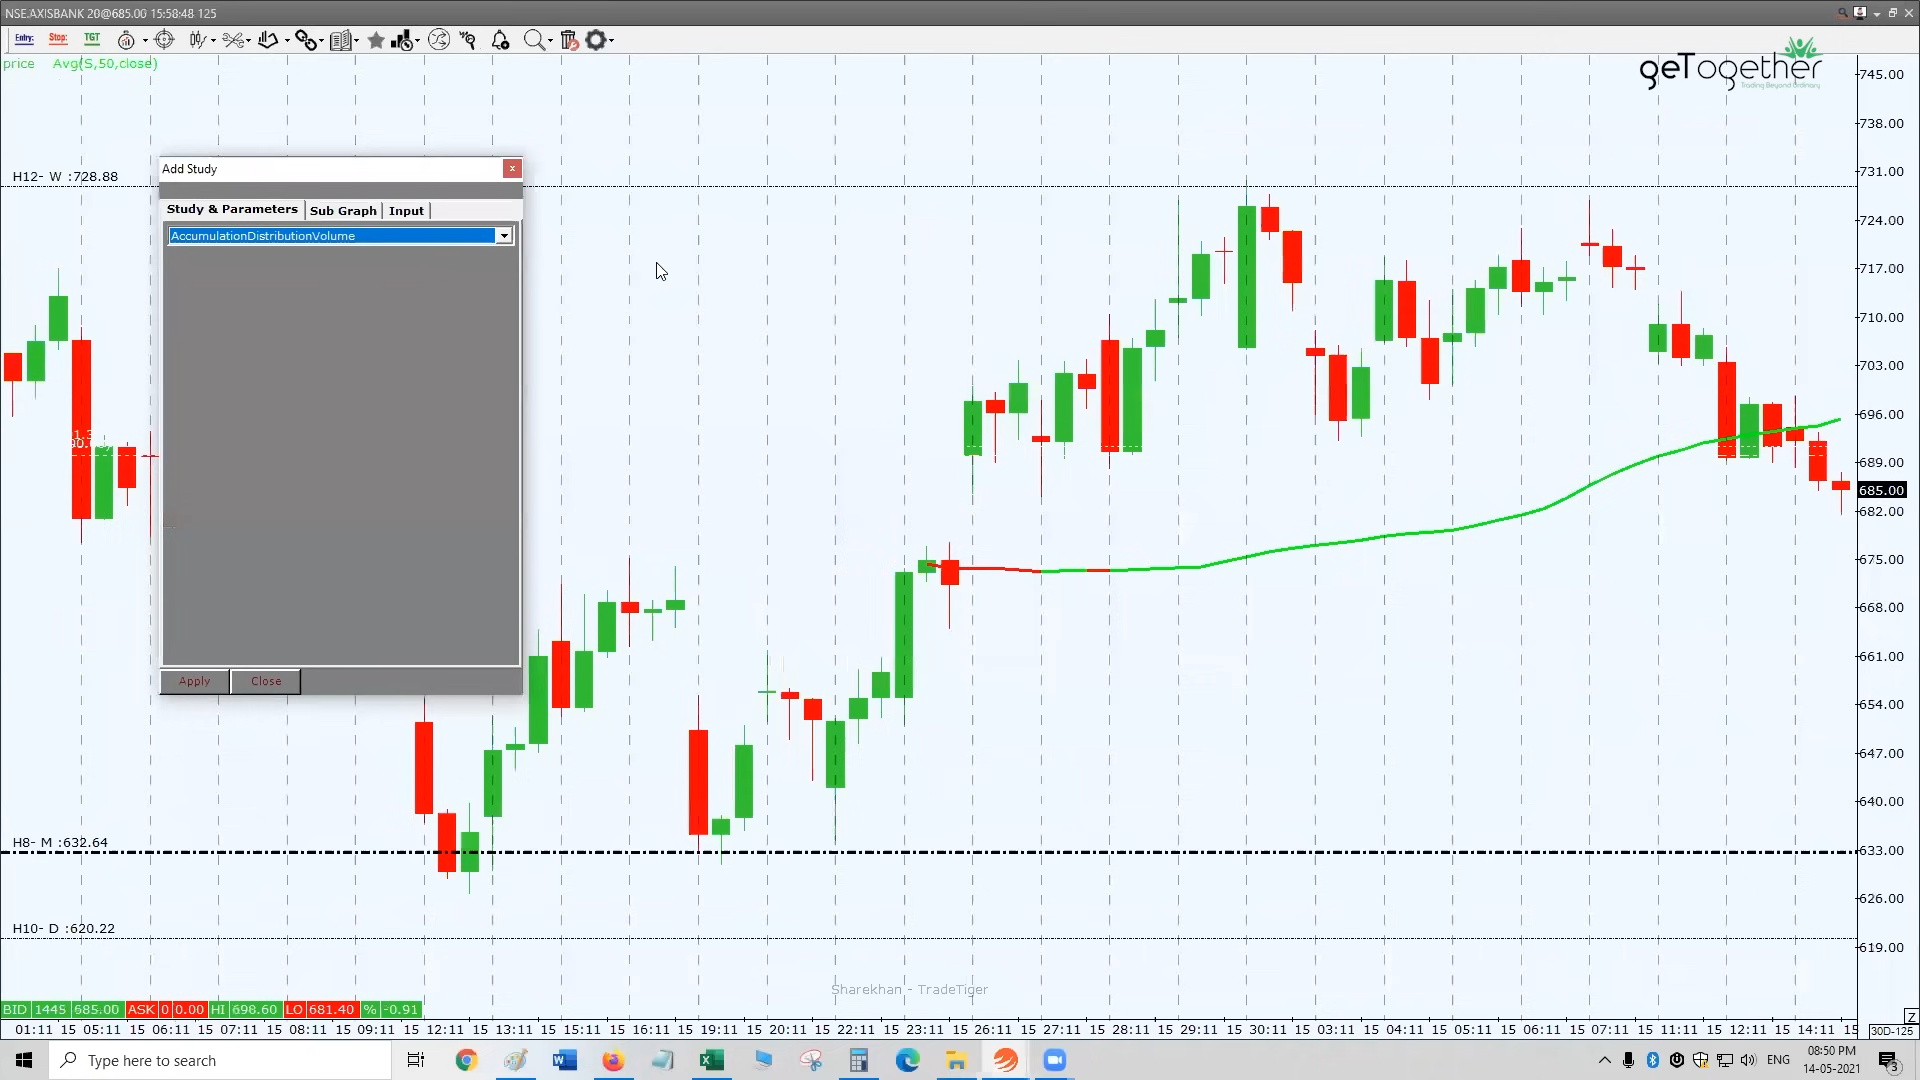 NSE.AXISBANK 20@685.00 15:58:48 125
Entry: Stop: TGT
price Avg(S,50,close)
geTogether
Trading Beyond Ordinary
745.00
738.00
731.00
724.00
717.00
710.00
703.00
696.00
689.00
685.00
682.00
675.00
668.00
661.00
654.00
647.00
640.00
633.00
626.00
619.00
H12- W :728.88
Add Study
Study & Parameters Sub Graph Input
AccumulationDistributionVolume
Apply Close
H8- M :632.64
H10- D :620.22
Sharekhan - TradeTiger
BID 1445 685.00 ASK 0 0.00 HI 698.60 LO 681.40 % -0.91
01:11 15 05:11 15 06:11 15 07:11 15 08:11 15 09:11 15 12:11 15 13:11 15 15:11 15 16:11 15 19:11 15 20:11 15 22:11 15 23:11 15 26:11 15 27:11 15 28:11 15 29:11 15 30:11 15 03:11 15 04:11 15 05:11 15 06:11 15 07:11 15 11:11 15 12:11 15 14:11 15
Z
30D-125
Type here to search
ENG
08:50 PM
14-05-2021
3